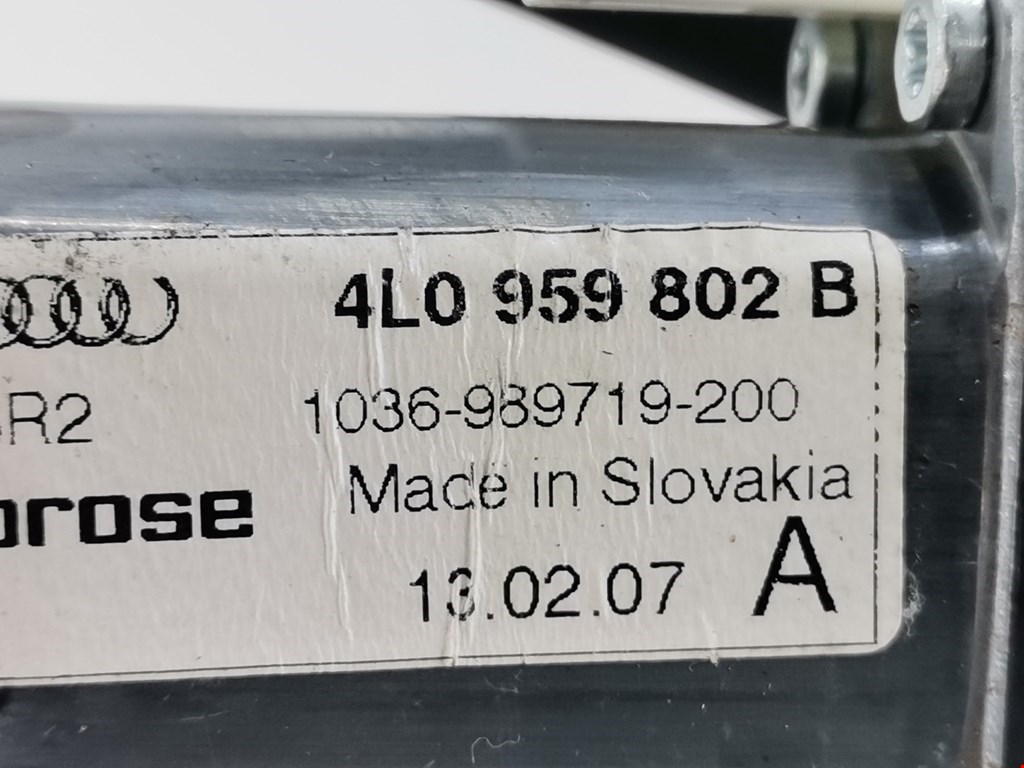 4L0 959 802 B
R2 1036-989719-200
Made in Slovakia
rose
13.02.07 A